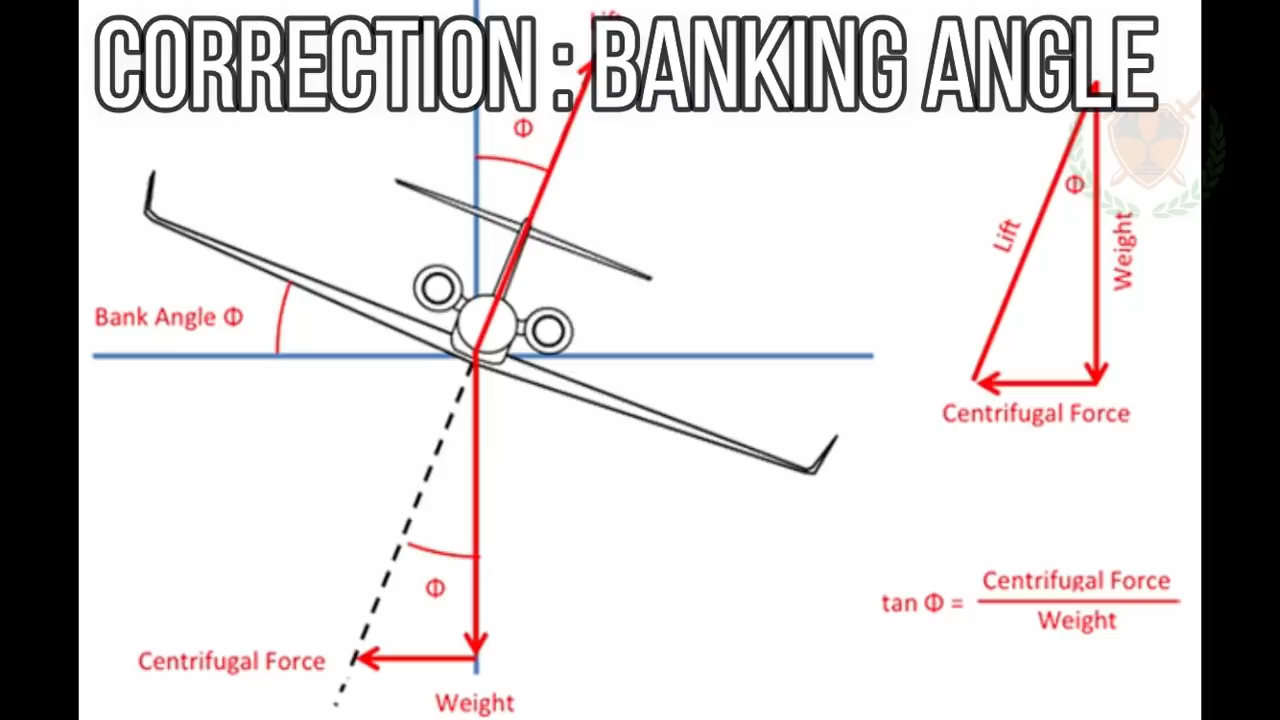 CORRECTION : BANKING ANGLE
Φ
Bank Angle Φ
Φ
Centrifugal Force
Weight
Φ
Lift
Weight
Centrifugal Force
tan Φ = Centrifugal Force
Weight